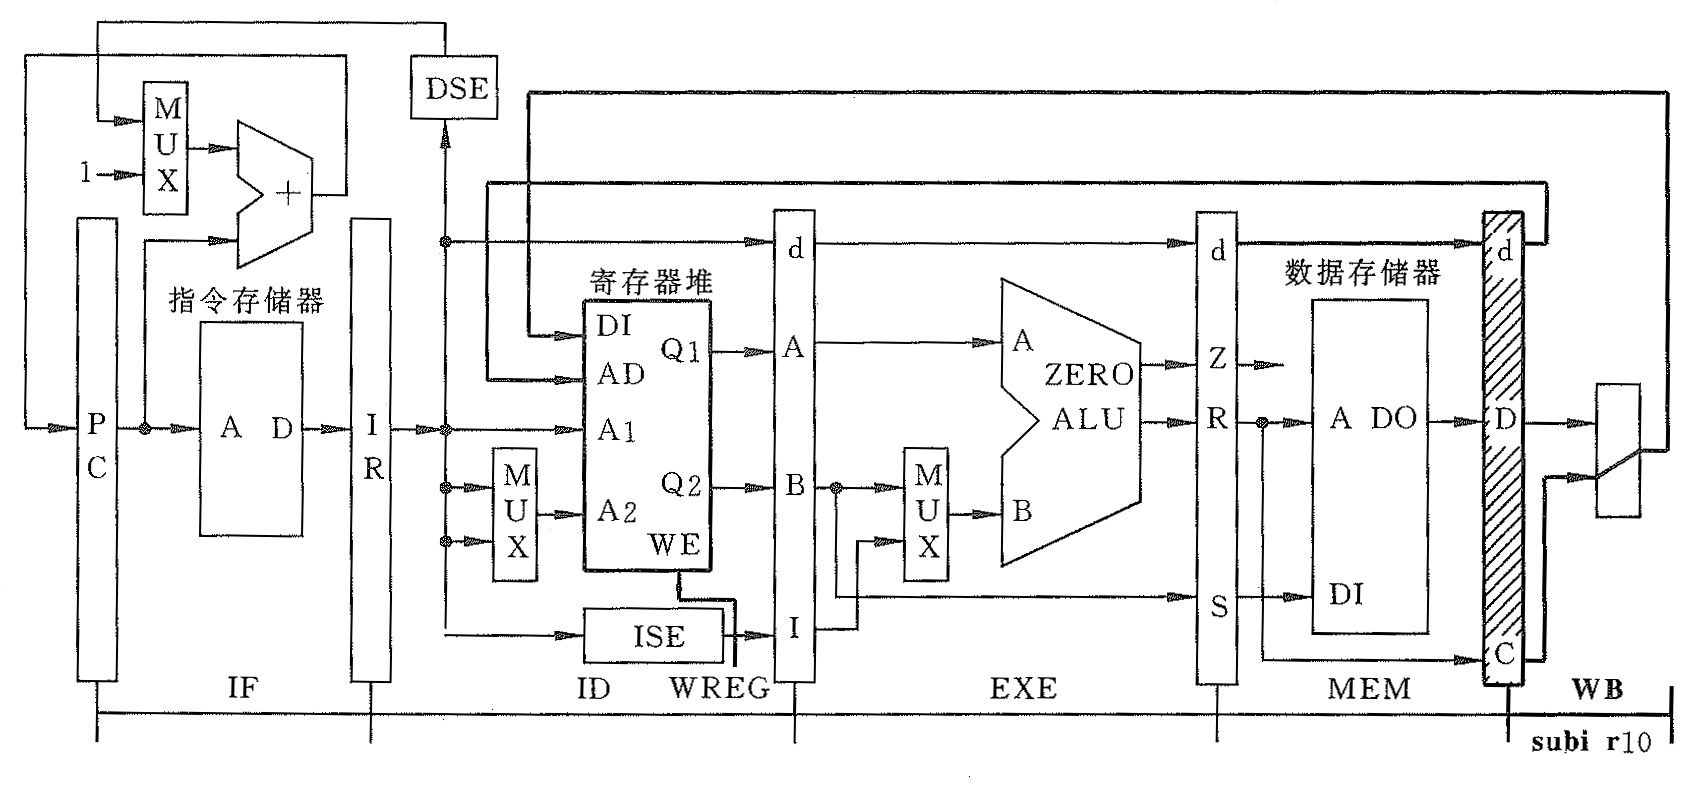 DSE
M
U
X
1
+
P
C
指令存储器
A D
I
R
寄存器堆
DI
AD
A1
A2
Q1
Q2
WE
M
U
X
ISE
d
A
B
I
M
U
X
A
B
ZERO
ALU
d
Z
R
S
数据存储器
A DO
DI
d
D
C
IF
ID
WREG
EXE
MEM
WB
subi r10